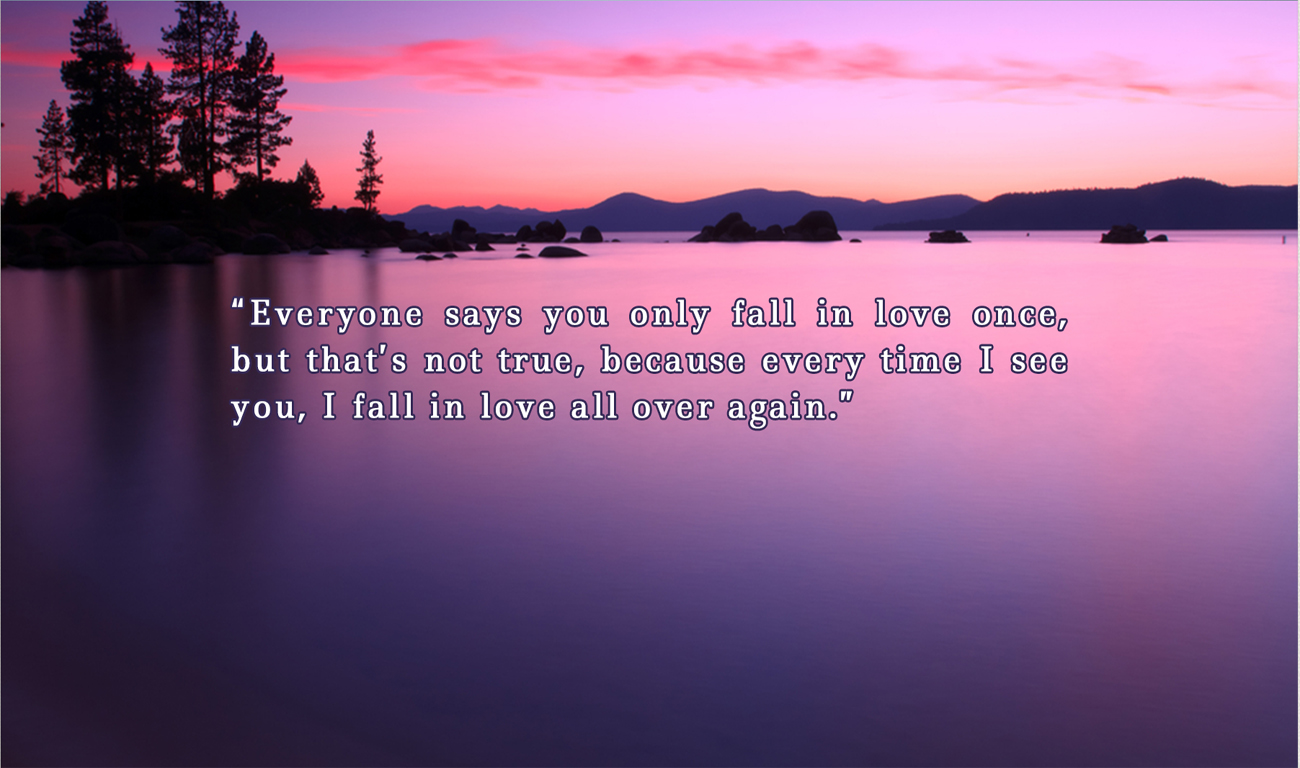 “Everyone says you only fall in love once,
but that's not true, because every time I see
you, I fall in love all over again."